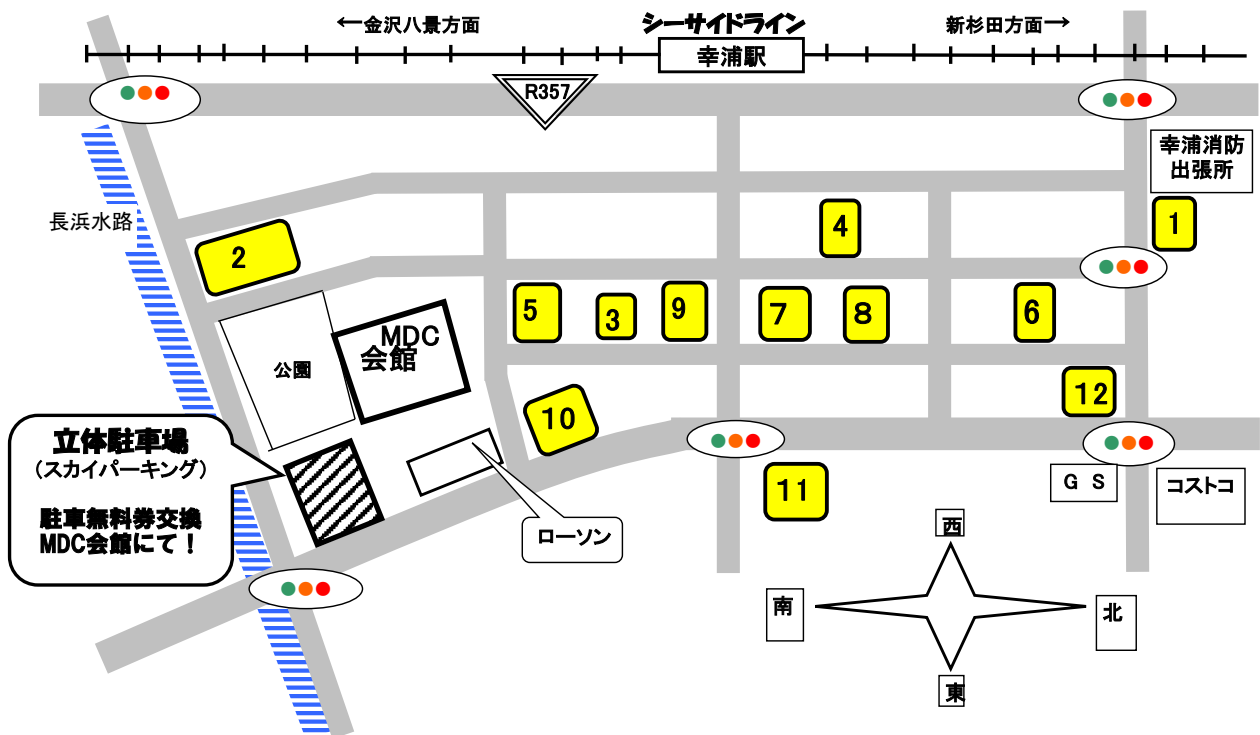 ←金沢八景方面
シーサイドライン
新杉田方面→
幸浦駅
R357
幸浦消防
出張所
長浜水路
1
2
4
5
3
9
7
8
6
MDC
会館
公園
10
12
立体駐車場
(スカイパーキング)
駐車無料券交換
MDC会館にて！
11
GS
コストコ
ローソン
西
南
北
東